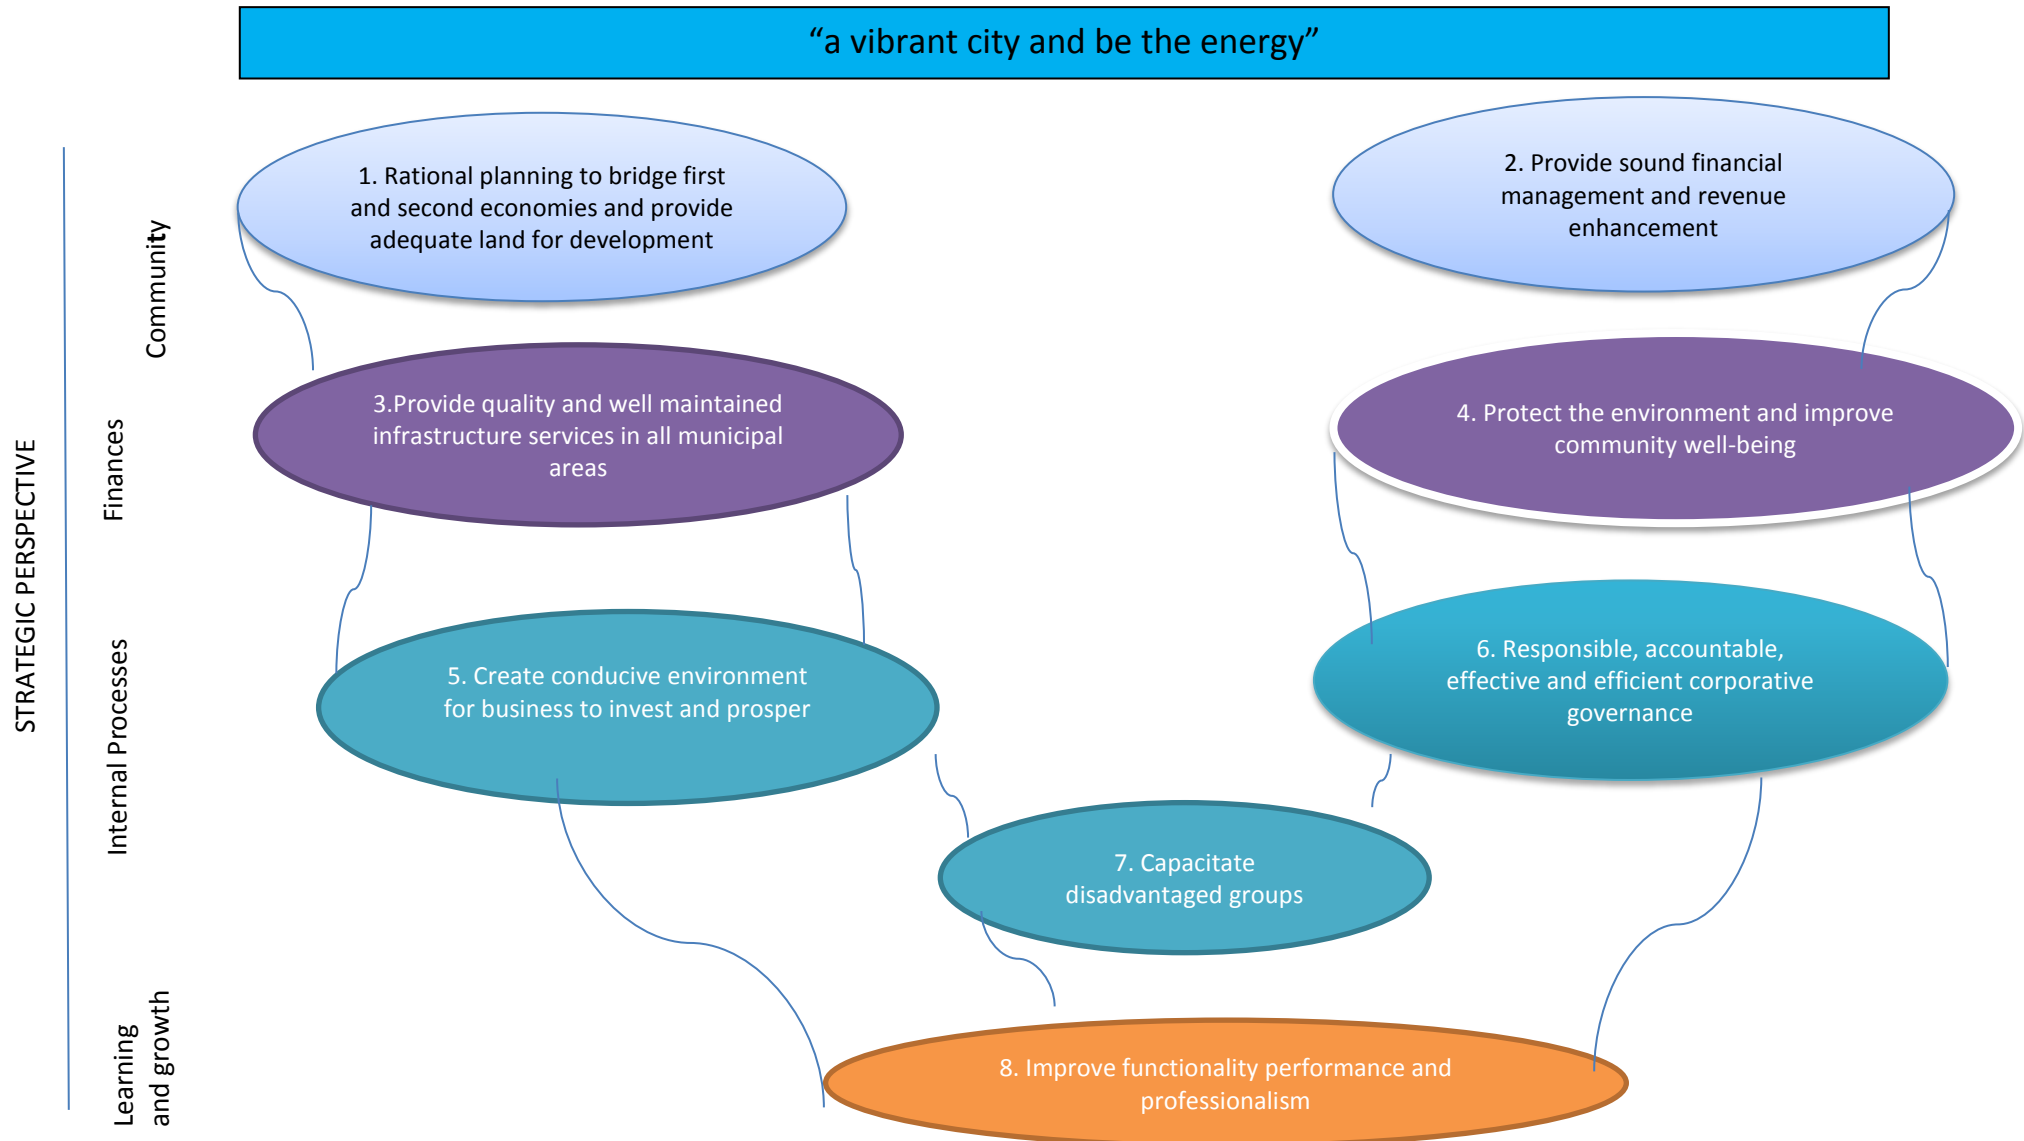 “a vibrant city and be the energy”
STRATEGIC PERSPECTIVE
Community
1. Rational planning to bridge first
and second economies and provide
adequate land for development
2. Provide sound financial
management and revenue
enhancement
Finances
3.Provide quality and well maintained
infrastructure services in all municipal
areas
4. Protect the environment and improve
community well-being
Internal Processes
5. Create conducive environment
for business to invest and prosper
6. Responsible, accountable,
effective and efficient corporative
governance
7. Capacitate
disadvantaged groups
Learning
and growth
8. Improve functionality performance and
professionalism